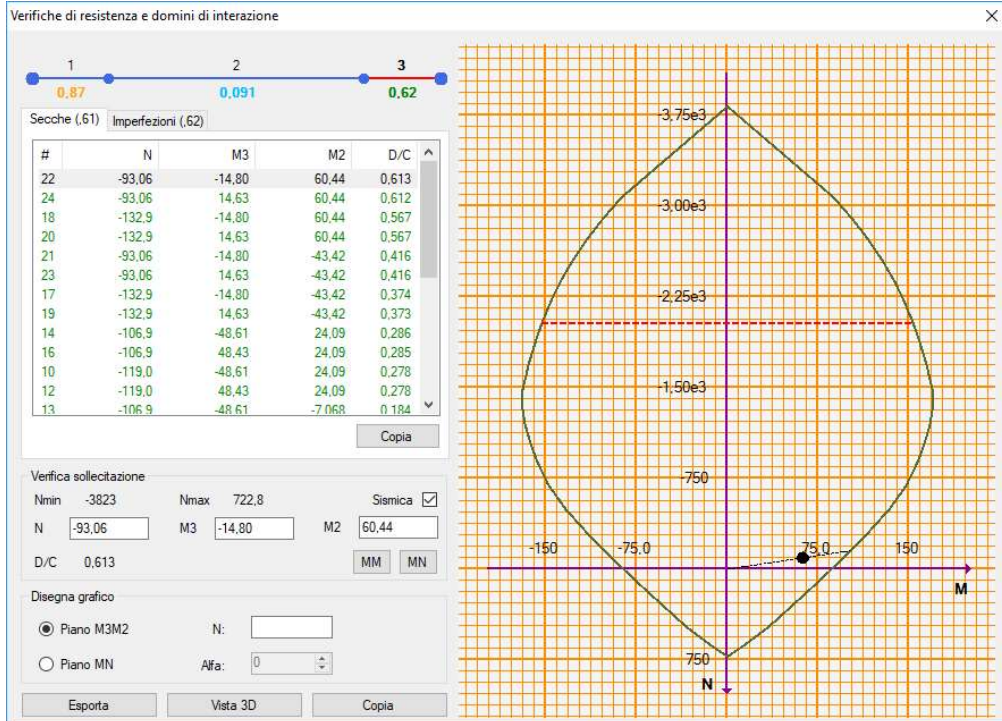 Verifiche di resistenza e domini di interazione
1 2 3
0,87 0,091 0,62
Secche (,61) Imperfezioni (,62)
# N M3 M2 D/C
22 -93,06 -14,80 60,44 0,613
24 -93,06 14,63 60,44 0,612
18 -132,9 -14,80 60,44 0,567
20 -132,9 14,63 60,44 0,567
21 -93,06 -14,80 -43,42 0,416
23 -93,06 14,63 -43,42 0,416
17 -132,9 -14,80 -43,42 0,374
19 -132,9 14,63 -43,42 0,373
14 -106,9 -48,61 24,09 0,286
16 -106,9 48,43 24,09 0,285
10 -119,0 -48,61 24,09 0,278
12 -119,0 48,43 24,09 0,278
13 -106,9 -48,61 -7,068 0,184
Copia
Verifica sollecitazione
Nmin -3823 Nmax 722,8 Sismica
N -93,06 M3 -14,80 M2 60,44
D/C 0,613 MM MN
Disegna grafico
Piano M3M2 N:
Piano MN Alfa: 0
Esporta Vista 3D Copia
-3,75e3
-3,00e3
-2,25e3
-1,50e3
-750
-150 -75,0 75,0 150
M
750
N